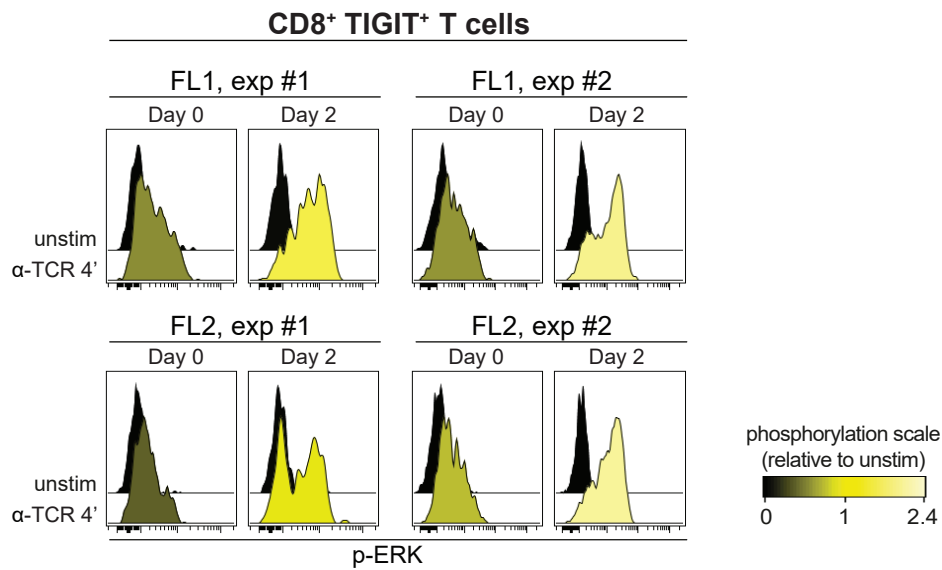 CD8⁺ TIGIT⁺ T cells
FL1, exp #1
FL1, exp #2
Day 0
Day 2
Day 0
Day 2
unstim
α-TCR 4’
FL2, exp #1
FL2, exp #2
Day 0
Day 2
Day 0
Day 2
unstim
α-TCR 4’
p-ERK
phosphorylation scale
(relative to unstim)
0 1 2.4